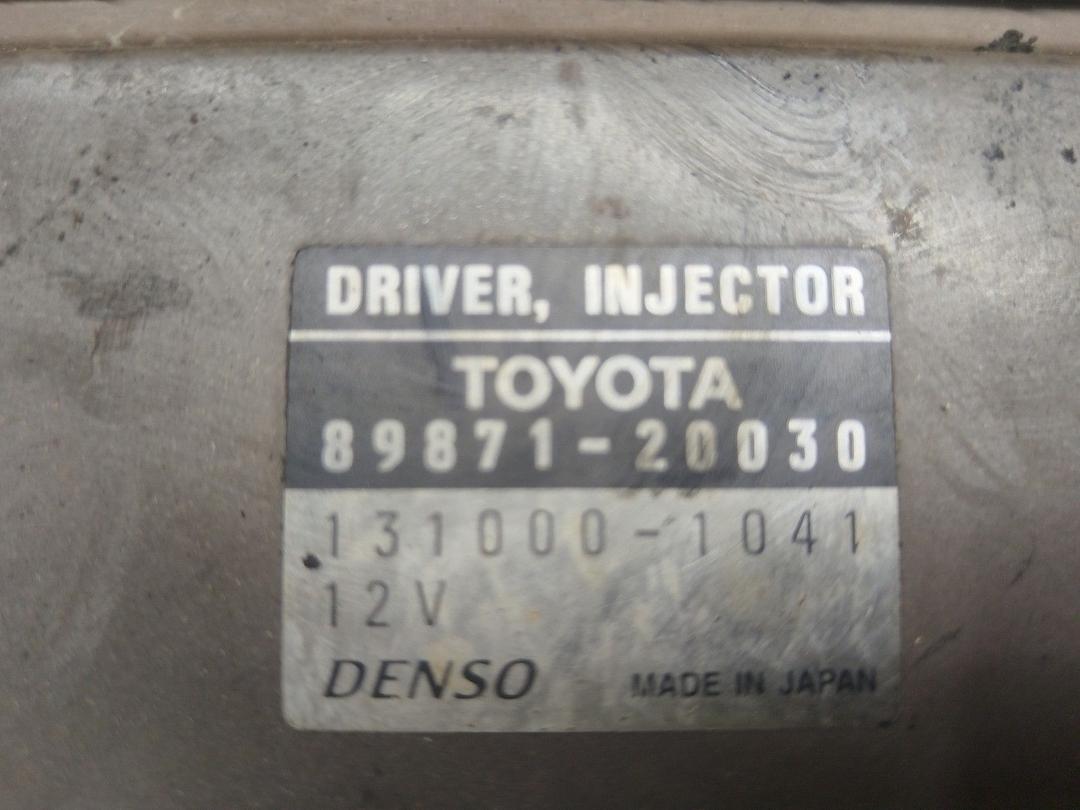 DRIVER, INJECTOR
TOYOTA
89871-20030
131000-1041
12V
DENSO MADE IN JAPAN